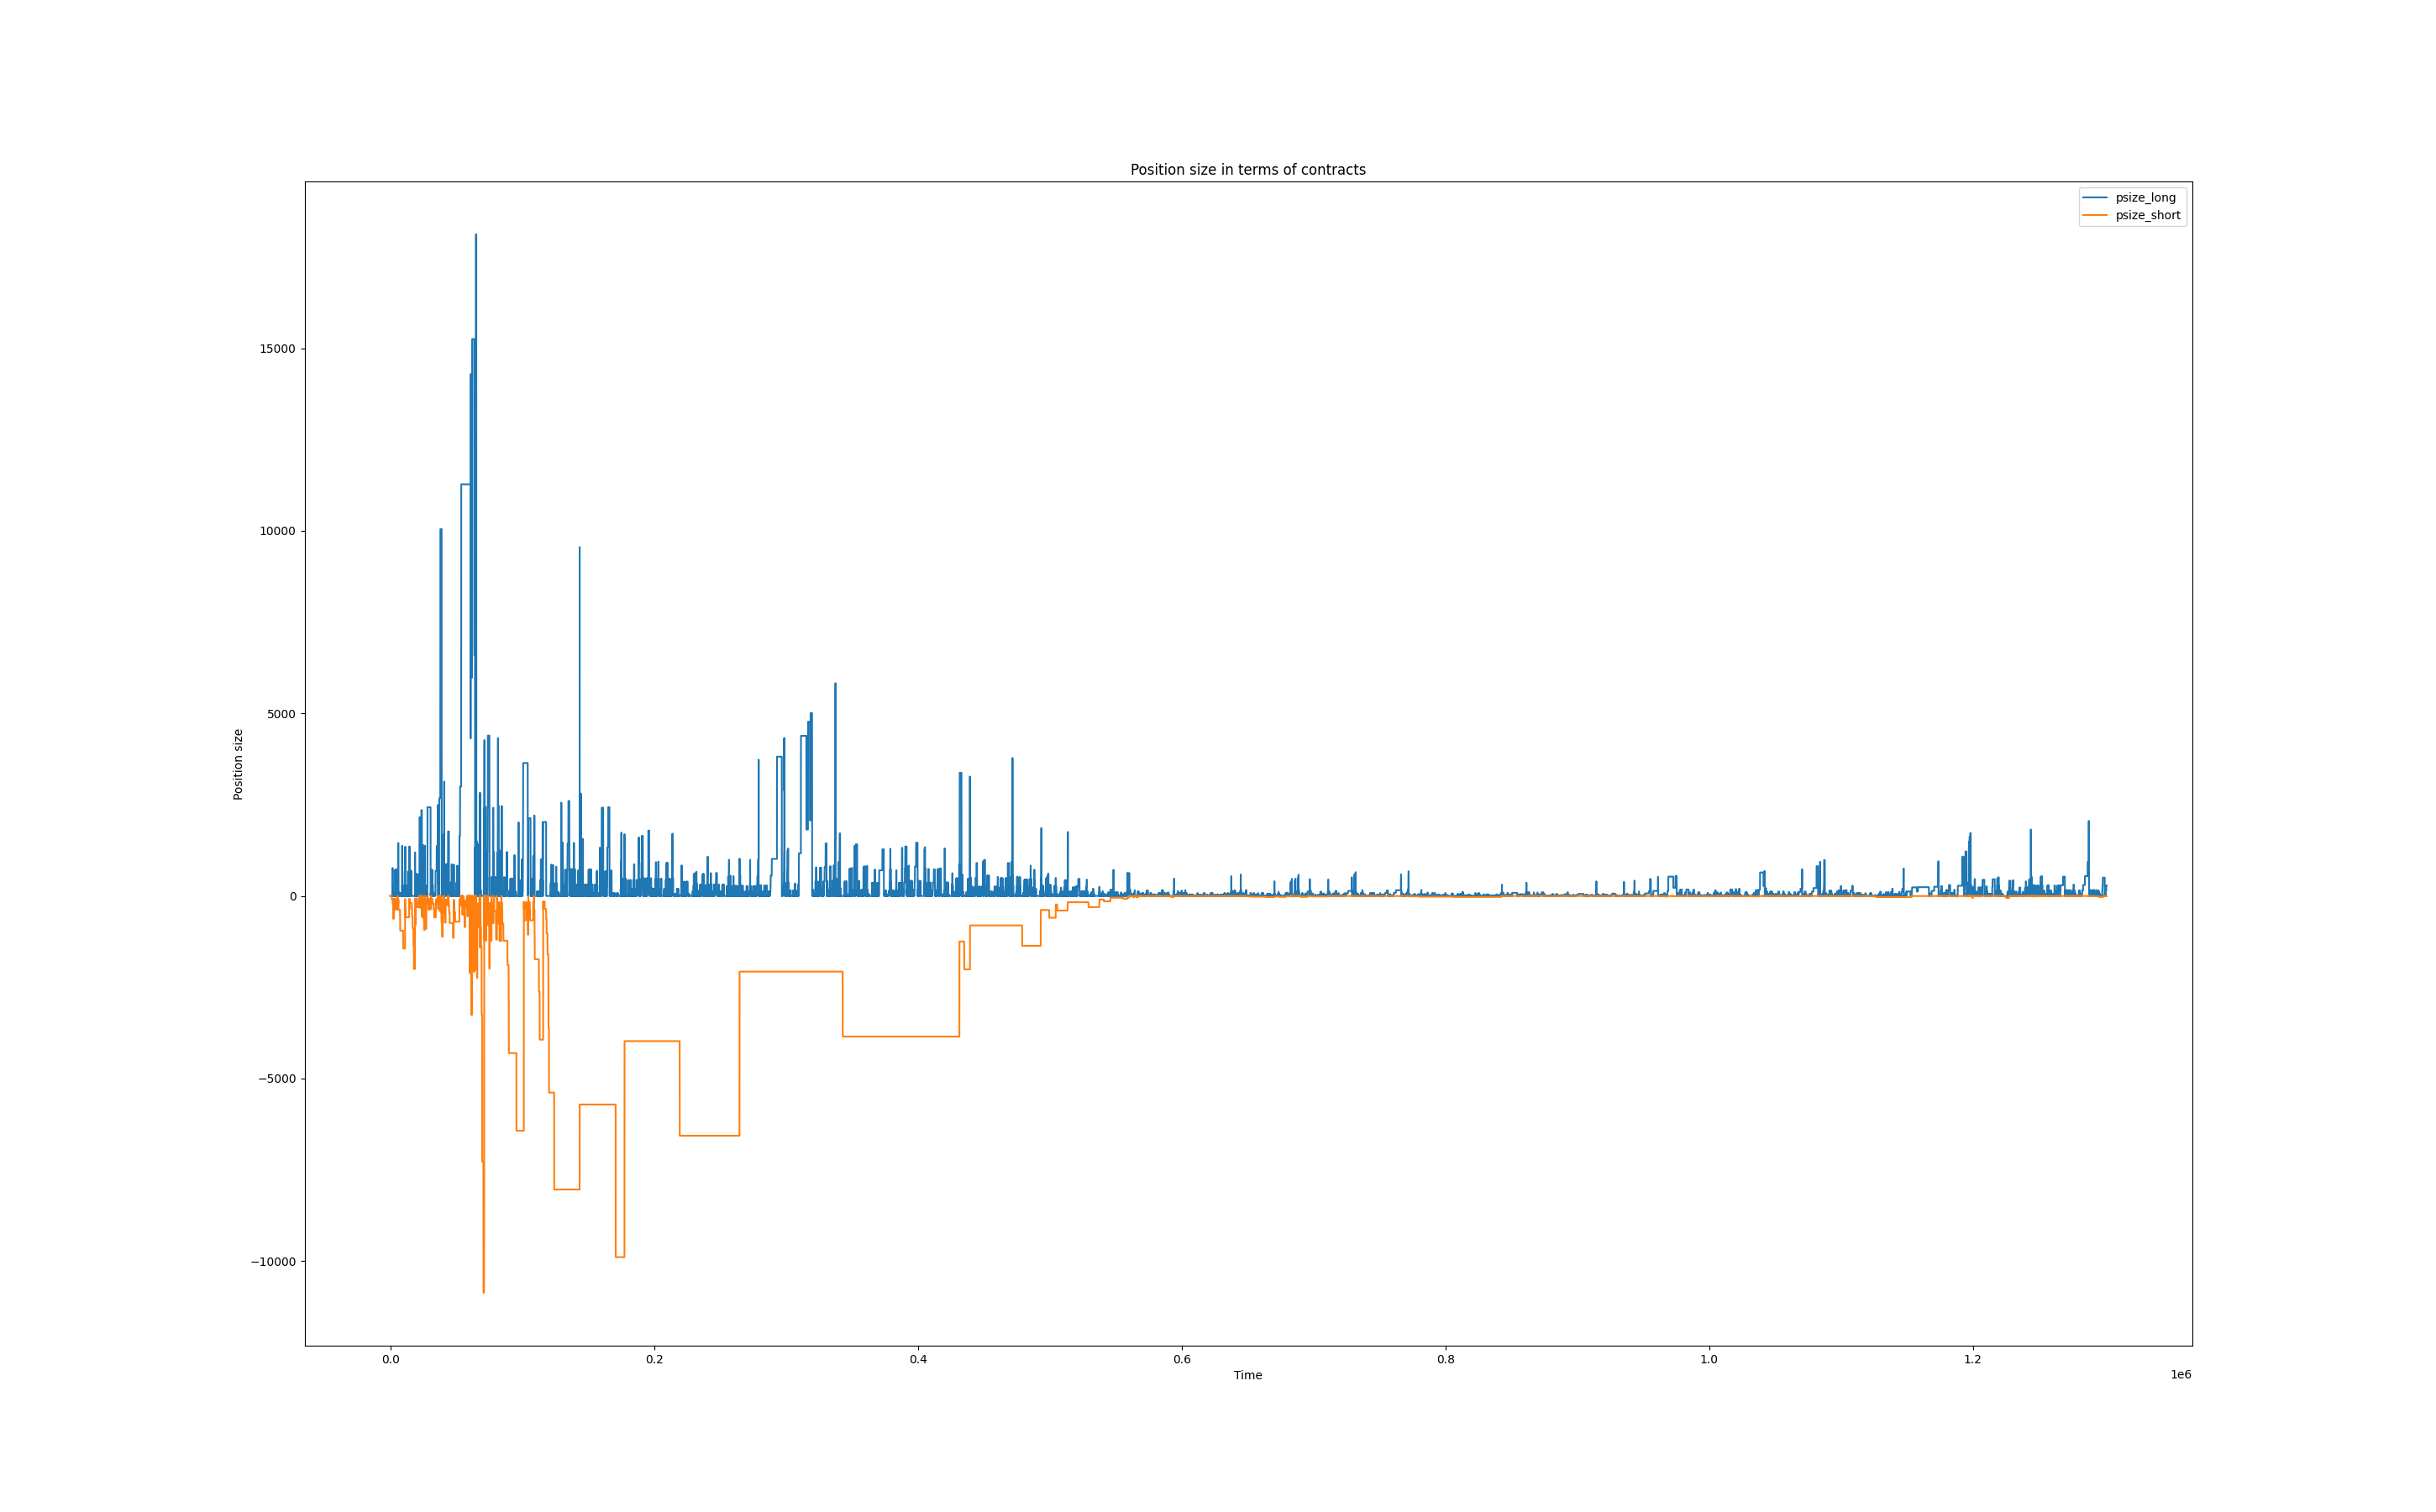 Position size in terms of contracts
psize_long
psize_short
15000
10000
5000
0
−5000
−10000
Position size
0.0
0.2
0.4
0.6
0.8
1.0
1.2
1e6
Time